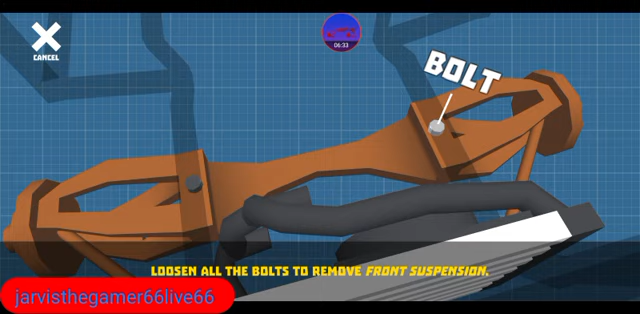 06:33
CANCEL
BOLT
LOOSEN ALL THE BOLTS TO REMOVE FRONT SUSPENSION.
jarvisthegamer66live66